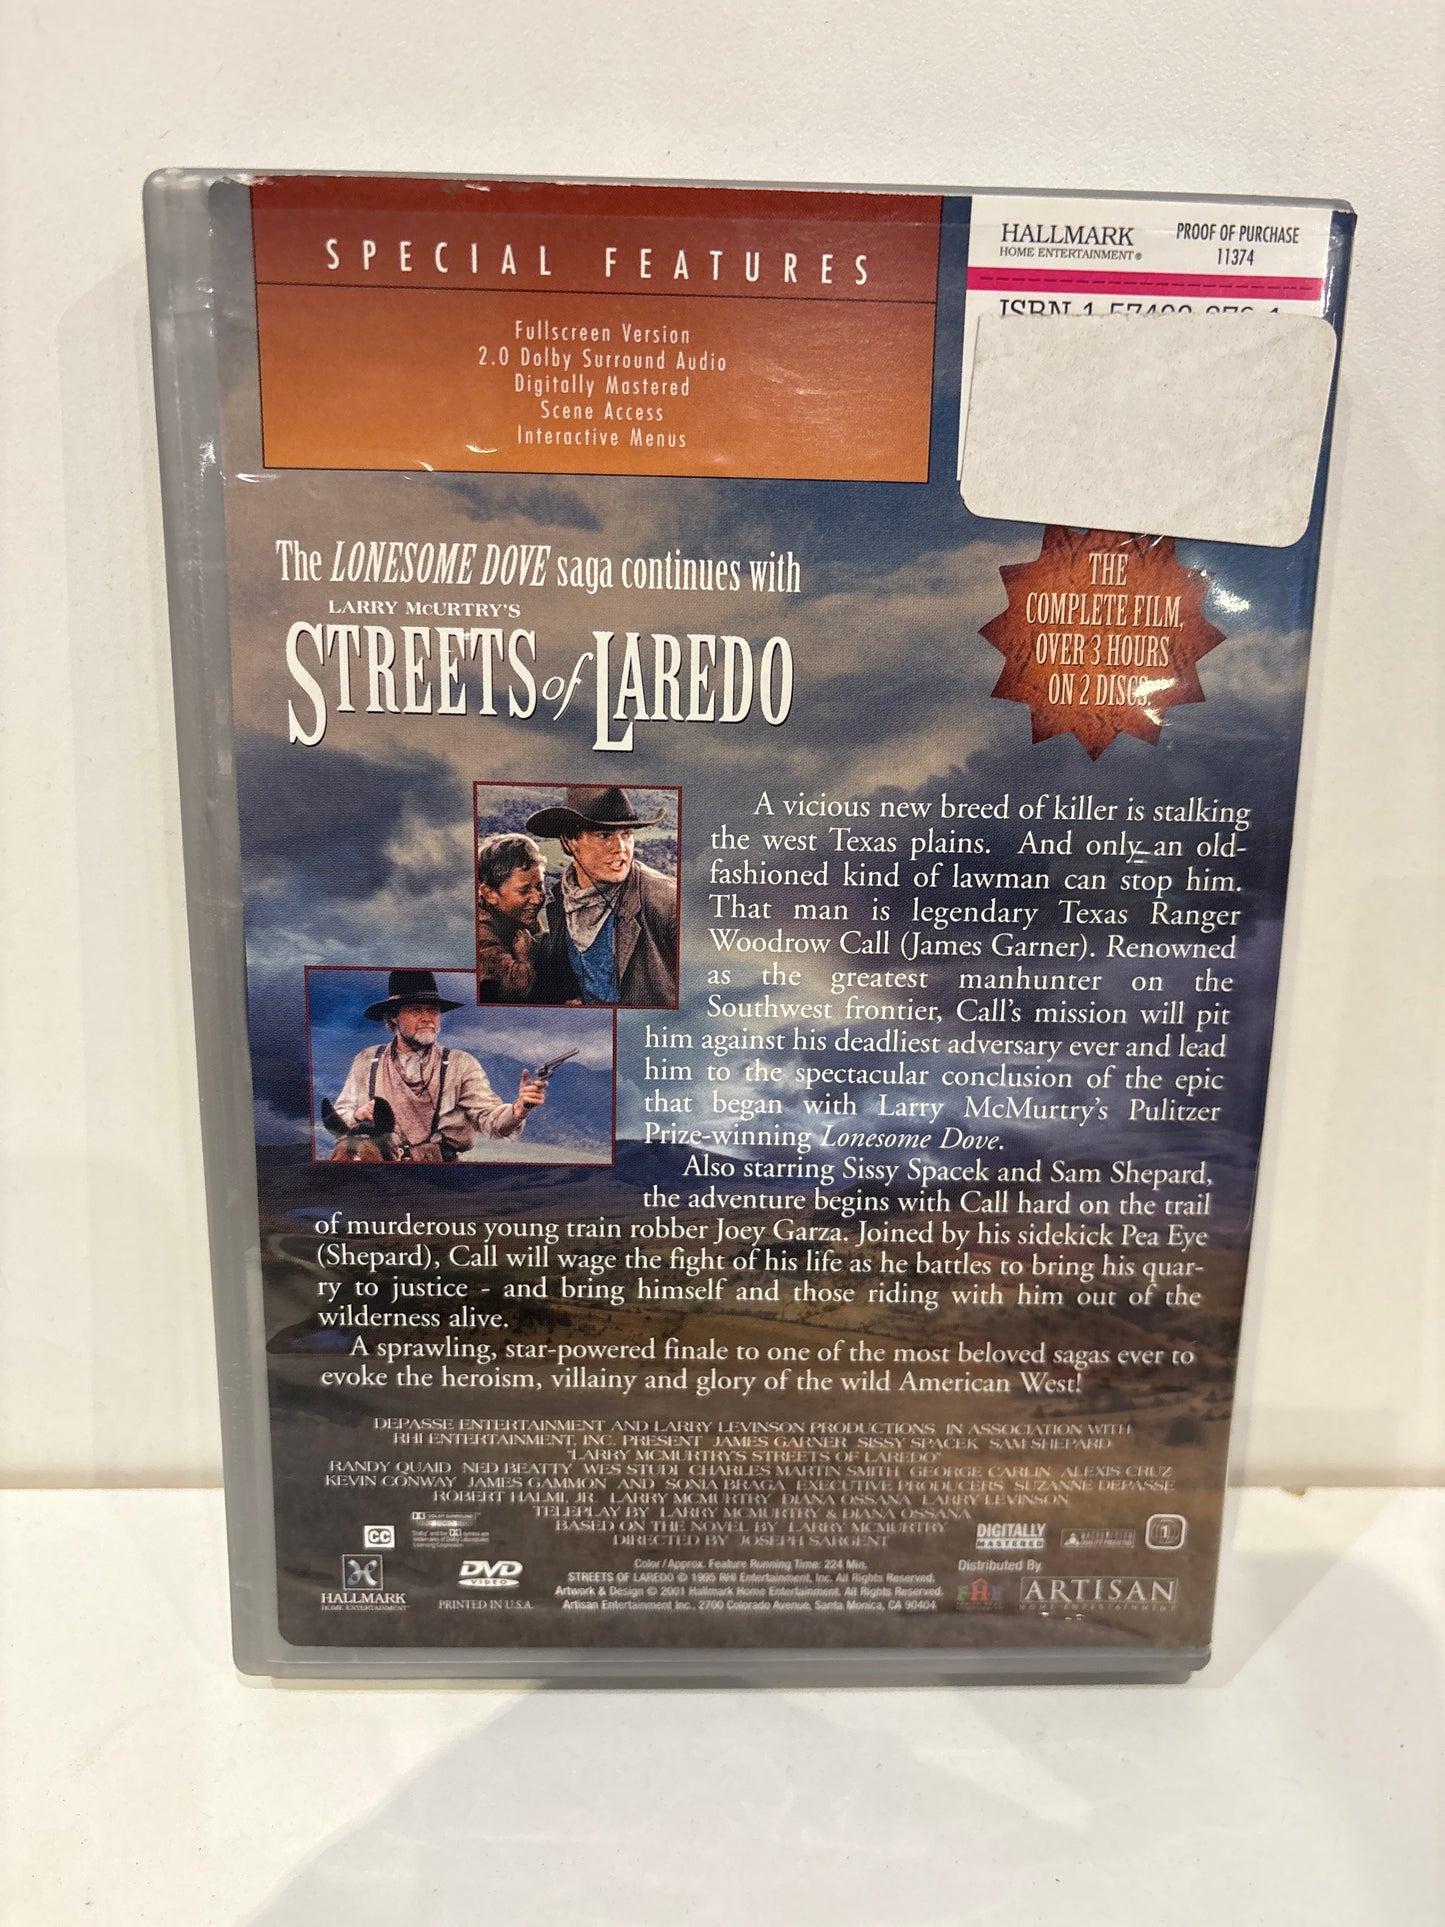 SPECIAL FEATURES
Fullscreen Version
2.0 Dolby Surround Audio
Digitally Mastered
Scene Access
Interactive Menus
HALLMARK
HOME ENTERTAINMENT®
PROOF OF PURCHASE
11374
ISBN 1
The LONESOME DOVE saga continues with
LARRY McURTRY'S
STREETS of LAREDO
THE
COMPLETE FILM,
OVER 3 HOURS
ON 2 DISCS.
A vicious new breed of killer is stalking
the west Texas plains. And only an old-
fashioned kind of lawman can stop him.
That man is legendary Texas Ranger
Woodrow Call (James Garner). Renowned
as the greatest manhunter on the
Southwest frontier, Call's mission will pit
him against his deadliest adversary ever and lead
him to the spectacular conclusion of the epic
that began with Larry McMurtry's Pulitzer
Prize-winning Lonesome Dove.
Also starring Sissy Spacek and Sam Shepard,
the adventure begins with Call hard on the trail
of murderous young train robber Joey Garza. Joined by his sidekick Pea Eye
(Shepard), Call will wage the fight of his life as he battles to bring his quar-
ry to justice - and bring himself and those riding with him out of the
wilderness alive.
A sprawling, star-powered finale to one of the most beloved sagas ever to
evoke the heroism, villainy and glory of the wild American West!
DEPASSE ENTERTAINMENT AND LARRY LEVINSON PRODUCTIONS IN ASSOCIATION WITH
RHI ENTERTAINMENT, INC. PRESENT JAMES GARNER SISSY SPACEK SAM SHEPARD
"LARRY MCMURTRY'S STREETS OF LAREDO"
RANDY QUAID NED BEATTY WES STUDI CHARLES MARTIN SMITH GEORGE CARLIN ALEXIS CRUZ
KEVIN CONWAY JAMES GAMMON AND SONIA BRAGA EXECUTIVE PRODUCERS SUZANNE DEPASSE
ROBERT HALMI, JR. LARRY MCMURTRY DIANA OSSANA LARRY LEVINSON
TELEPLAY BY LARRY MCMURTRY & DIANA OSSANA
BASED ON THE NOVEL BY LARRY MCMURTRY
DIRECTED BY JOSEPH SARGENT
CC
DOLBY SURROUND
DIGITALLY
MASTERED
1
HALLMARK
HOME ENTERTAINMENT
DVD
VIDEO
PRINTED IN U.S.A.
Color/Approx. Feature Running Time: 224 Min.
STREETS OF LAREDO © 1995 RHI Entertainment, Inc. All Rights Reserved.
Artwork & Design © 2001 Hallmark Home Entertainment. All Rights Reserved.
Artisan Entertainment Inc., 2700 Colorado Avenue, Santa Monica, CA 90404
Distributed By
FHE
ARTISAN
HOME ENTERTAINMENT